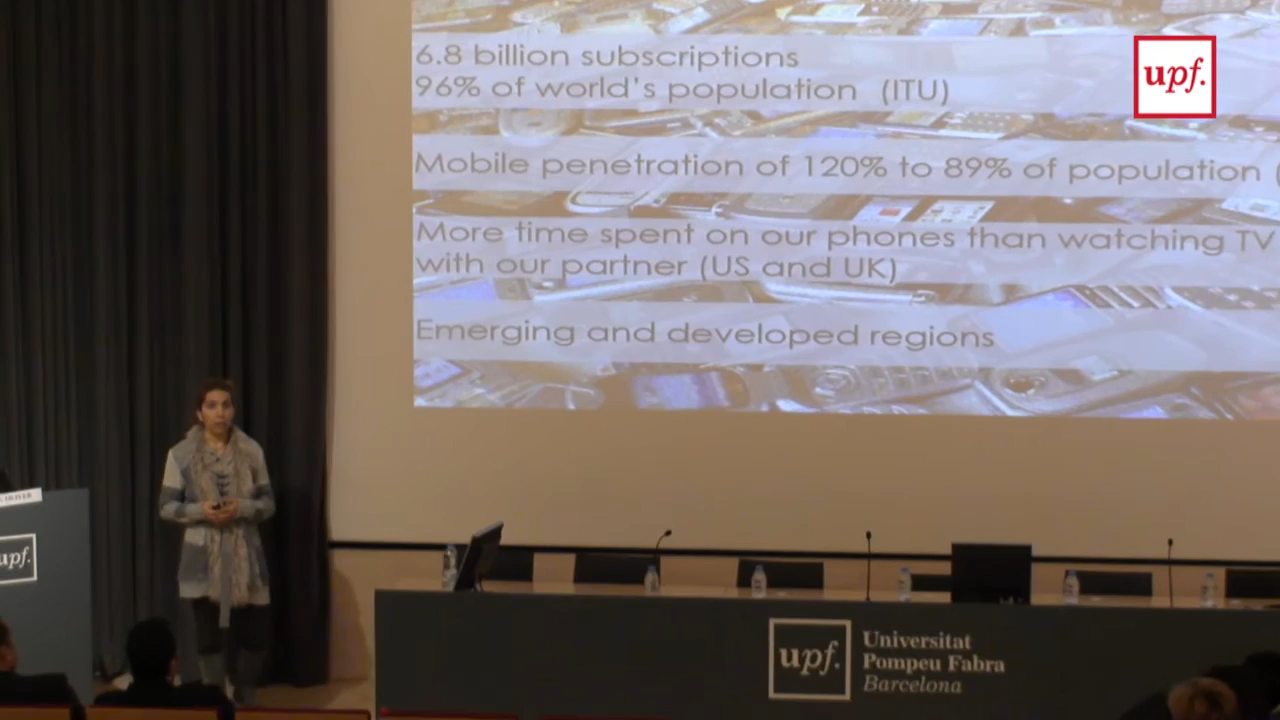 6.8 billion subscriptions
96% of world's population (ITU)
upf.
Mobile penetration of 120% to 89% of population (
More time spent on our phones than watching TV
with our partner (US and UK)
Emerging and developed regions
upf.
upf.
Universitat
Pompeu Fabra
Barcelona